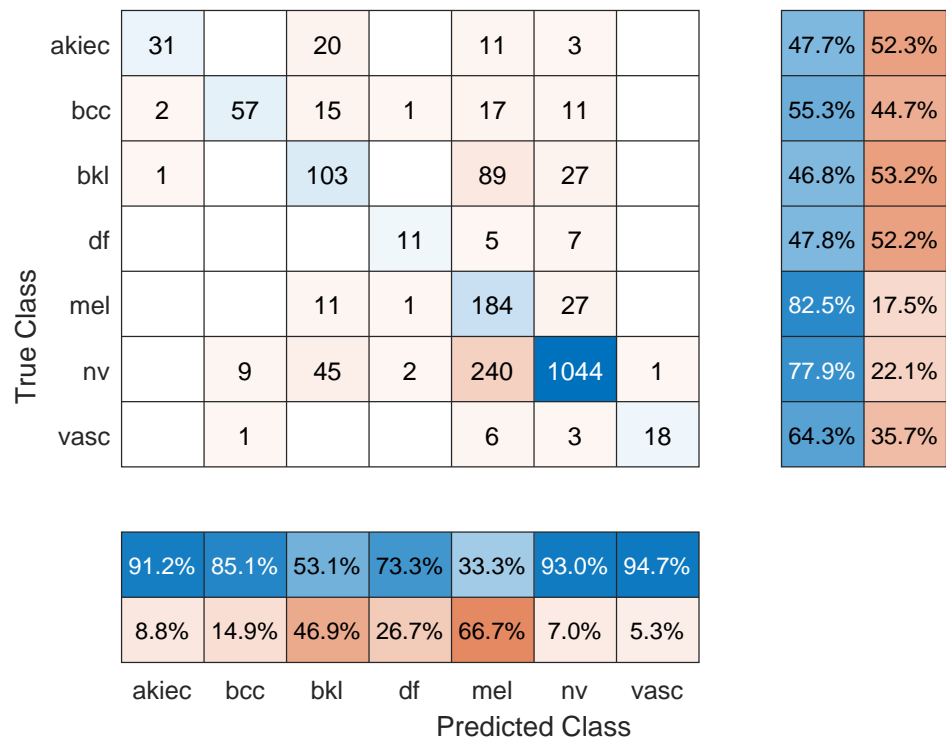 akiec 31 20 11 3 47.7% 52.3%
bcc 2 57 15 1 17 11 55.3% 44.7%
bkl 1 103 89 27 46.8% 53.2%
df 11 5 7 47.8% 52.2%
mel 11 1 184 27 82.5% 17.5%
nv 9 45 2 240 1044 1 77.9% 22.1%
vasc 1 6 3 18 64.3% 35.7%
True Class
91.2% 85.1% 53.1% 73.3% 33.3% 93.0% 94.7%
8.8% 14.9% 46.9% 26.7% 66.7% 7.0% 5.3%
akiec bcc bkl df mel nv vasc
Predicted Class